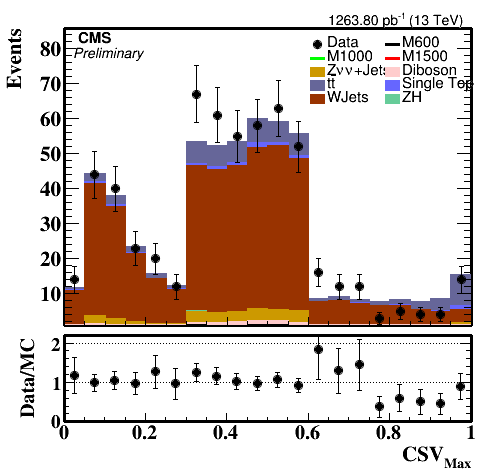 1263.80 pb⁻¹ (13 TeV)
CMS
Preliminary
Data
M600
M1000
M1500
Zνν+Jets
Diboson
tt
Single Top
WJets
ZH
Events
80
70
60
50
40
30
20
10
Data/MC
2
1
0
0 0.2 0.4 0.6 0.8 1
CSV_Max